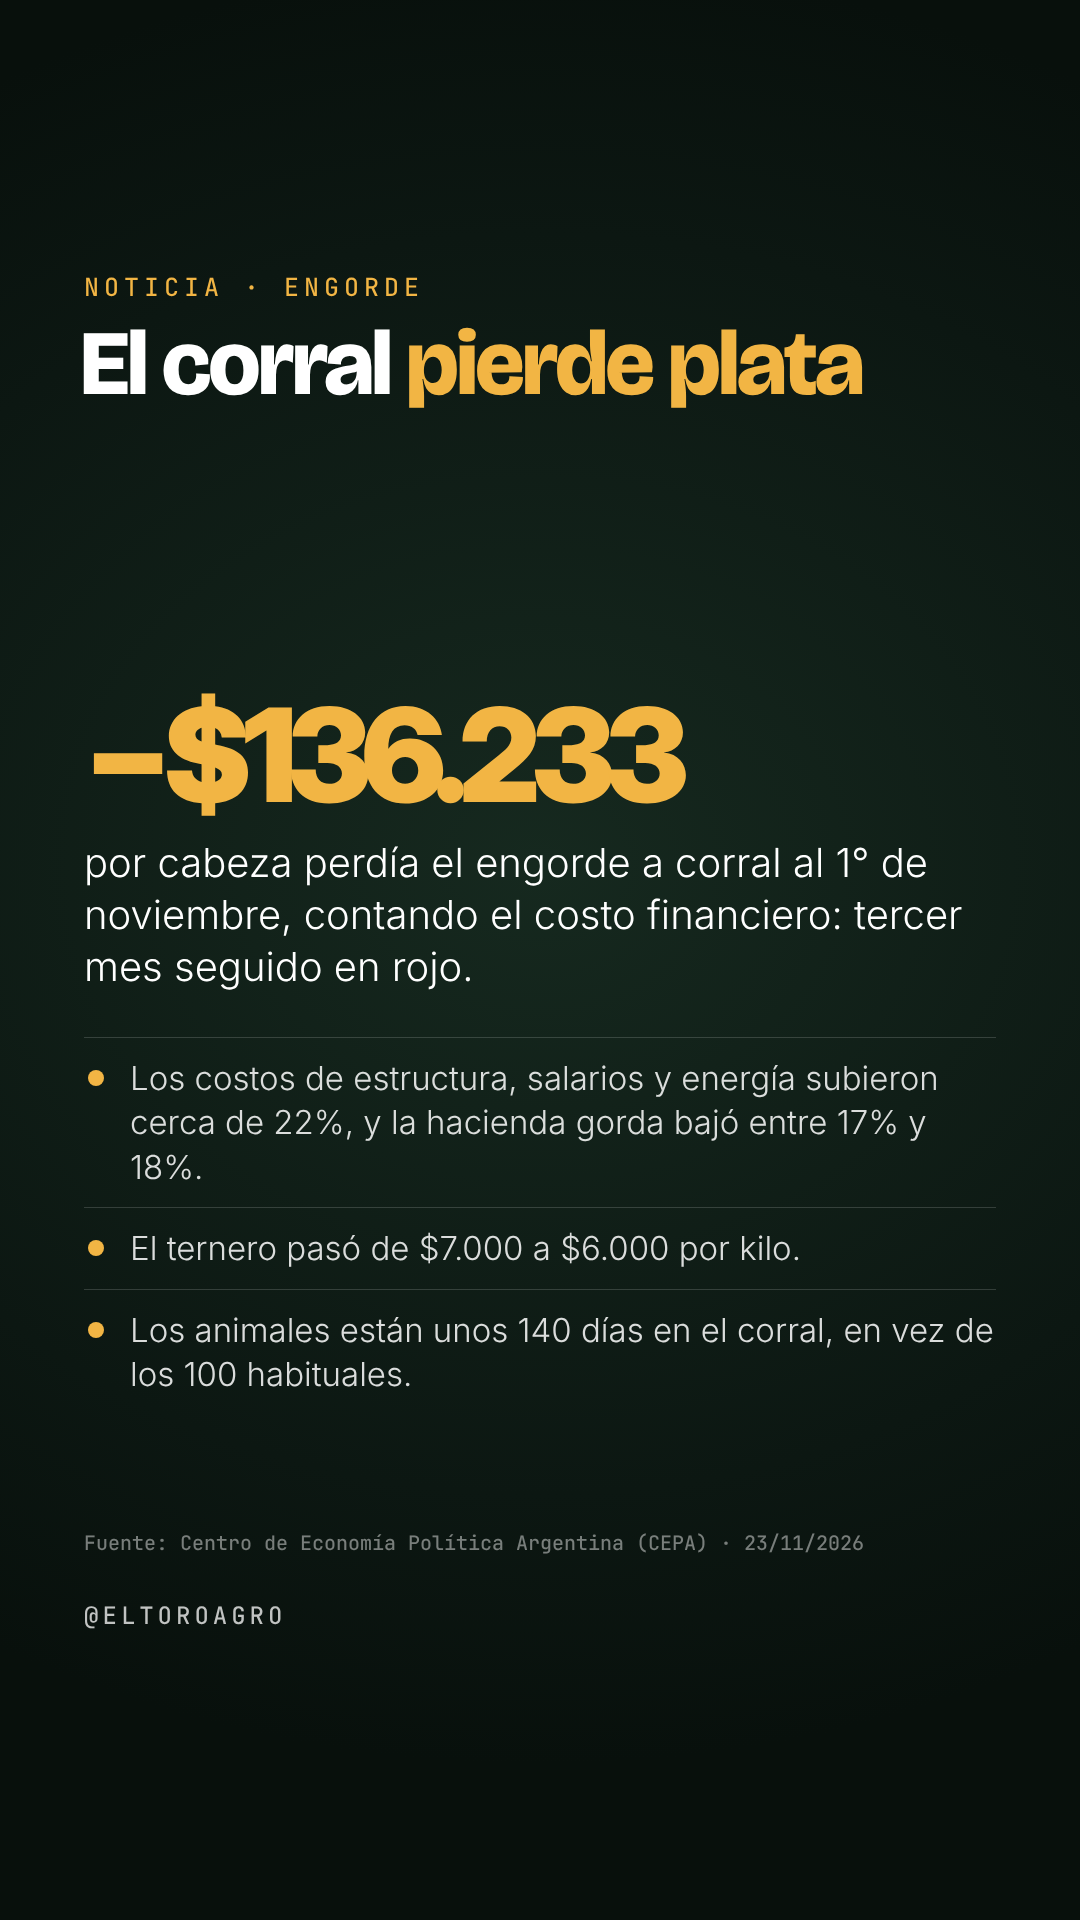 NOTICIA · ENGORDE
El corral pierde plata
–$136.233
por cabeza perdía el engorde a corral al 1° de
noviembre, contando el costo financiero: tercer
mes seguido en rojo.
Los costos de estructura, salarios y energía subieron
cerca de 22%, y la hacienda gorda bajó entre 17% y
18%.
El ternero pasó de $7.000 a $6.000 por kilo.
Los animales están unos 140 días en el corral, en vez de
los 100 habituales.
Fuente: Centro de Economía Política Argentina (CEPA) · 23/11/2026
@ELTOROAGRO